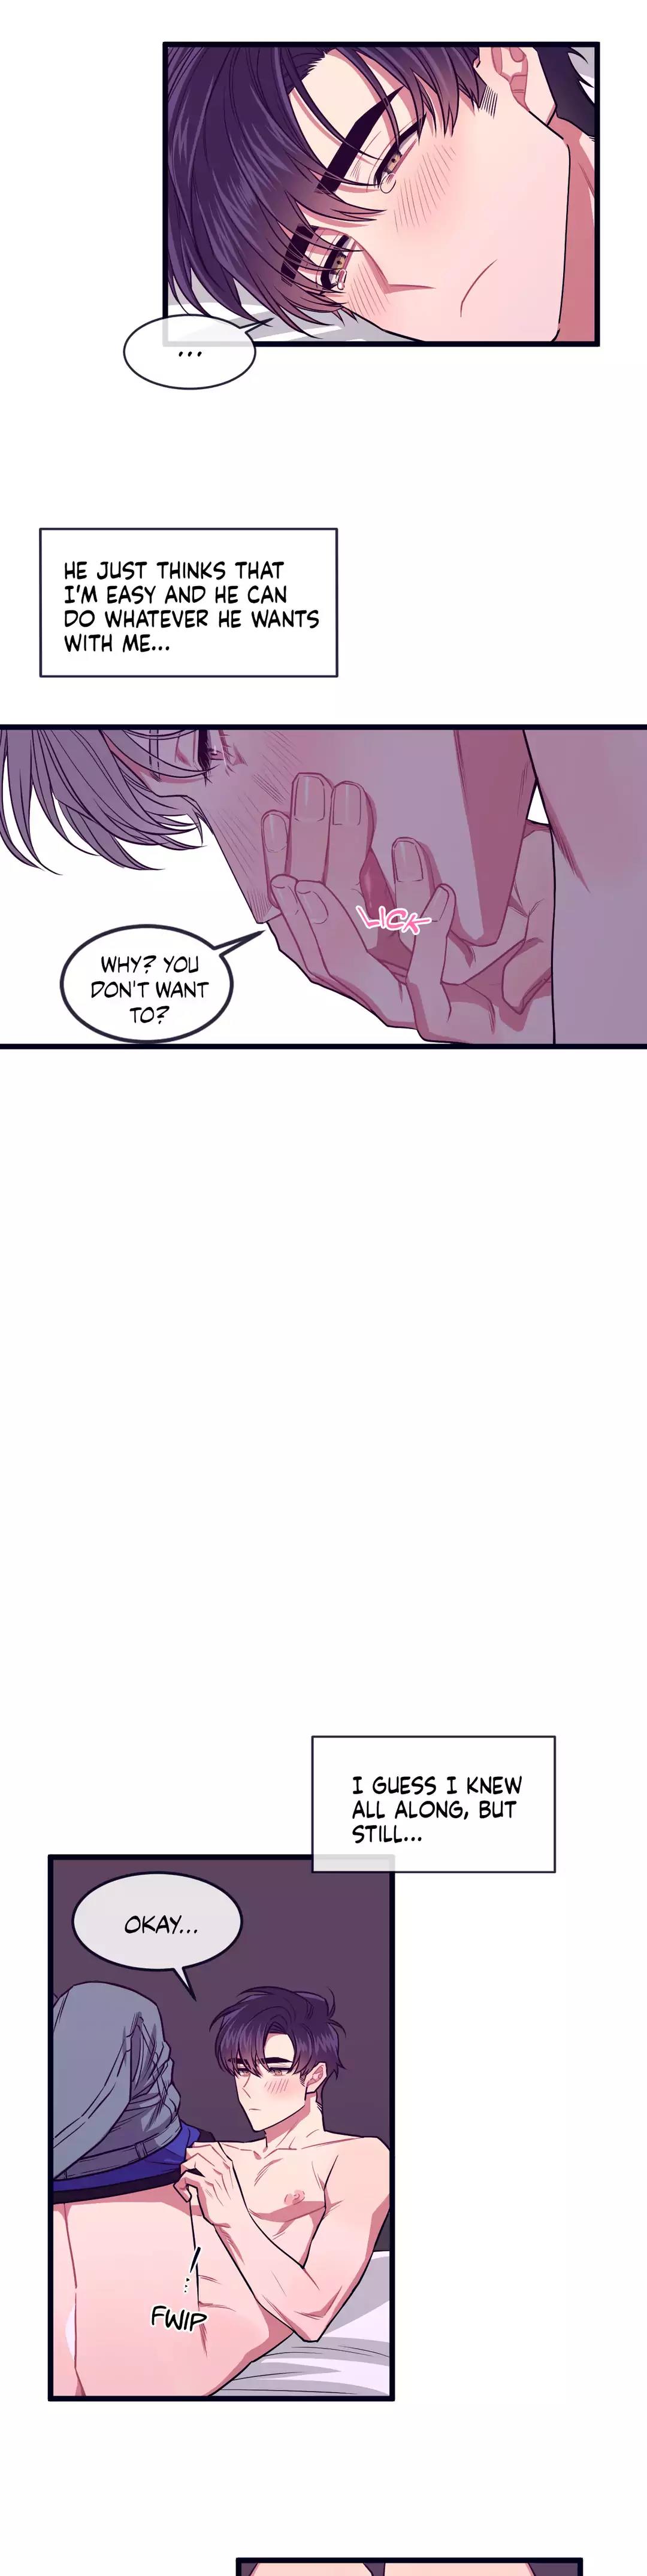 ...
HE JUST THINKS THAT
I'M EASY AND HE CAN
DO WHATEVER HE WANTS
WITH ME...
LICK
WHY? YOU
DON'T WANT
TO?
I GUESS I KNEW
ALL ALONG, BUT
STILL...
OKAY...
FWIP